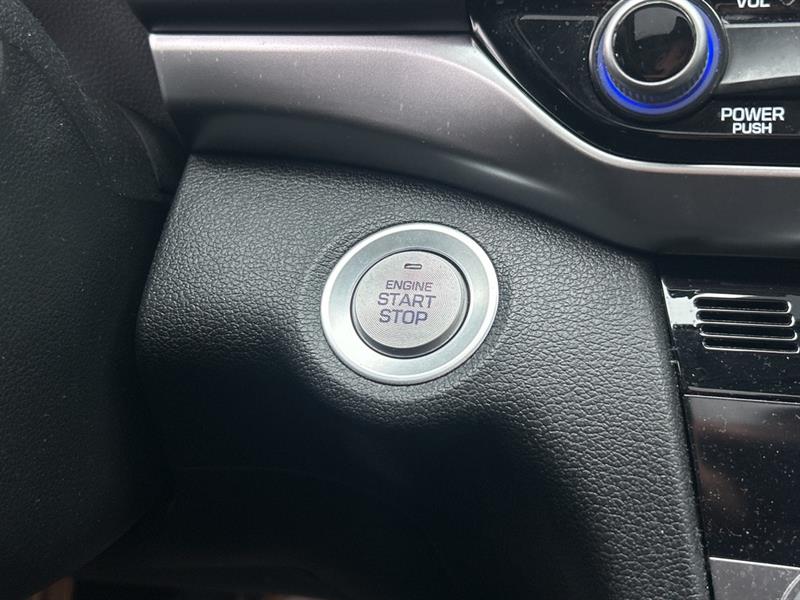 VOL
POWER
PUSH
ENGINE
START
STOP